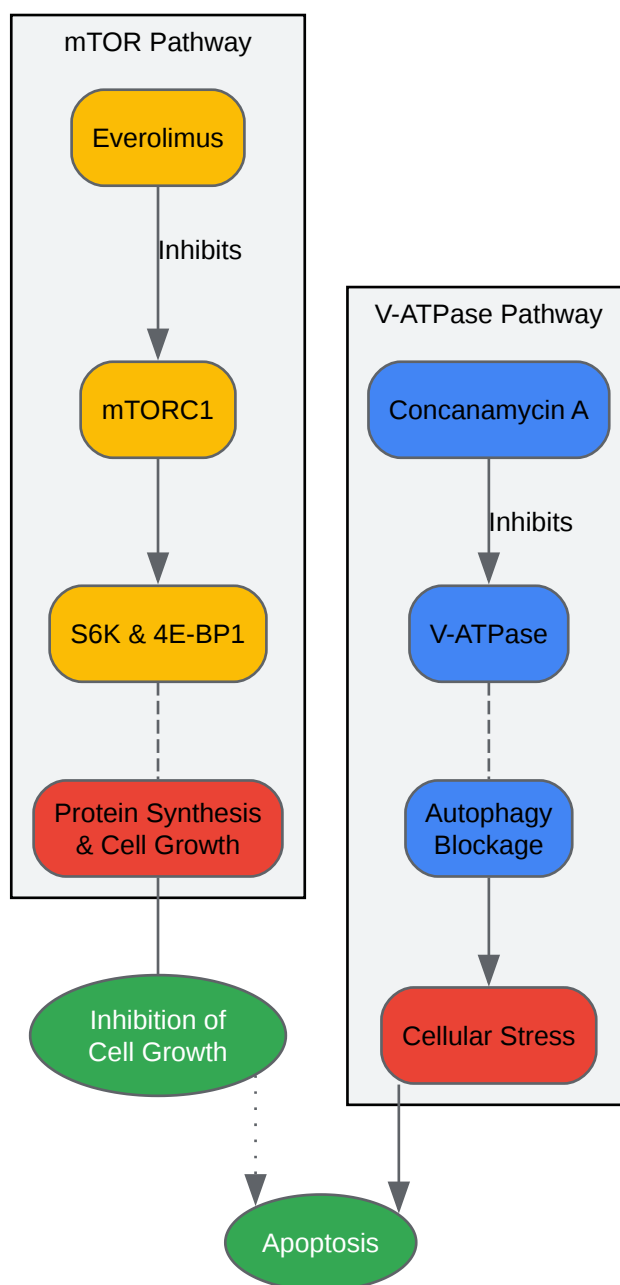 mTOR Pathway
Everolimus
Inhibits
mTORC1
S6K & 4E-BP1
Protein Synthesis
& Cell Growth
Inhibition of
Cell Growth
V-ATPase Pathway
Concanamycin A
Inhibits
V-ATPase
Autophagy
Blockage
Cellular Stress
Apoptosis